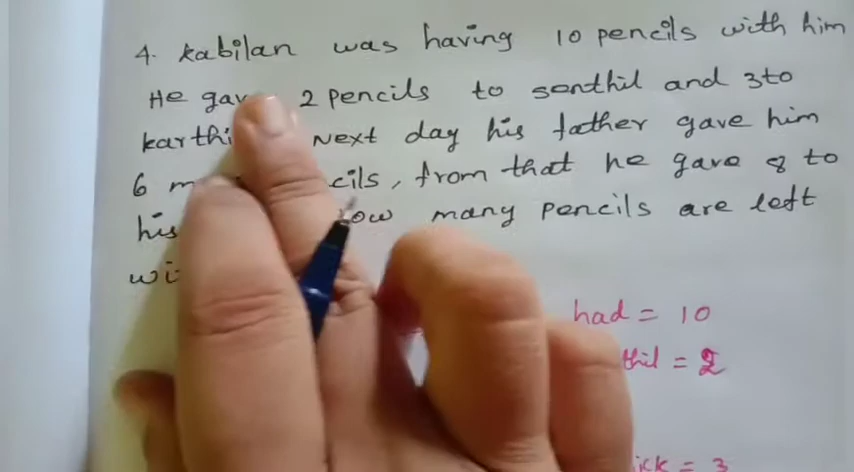 4. Kabilan was having 10 pencils with him
He gave 2 pencils to senthil and 3 to
karthi Next day his father gave him
6 cils, from that he gave 8 to
his ow many pencils are left
wi
had = 10
thil = 2
ick = 3